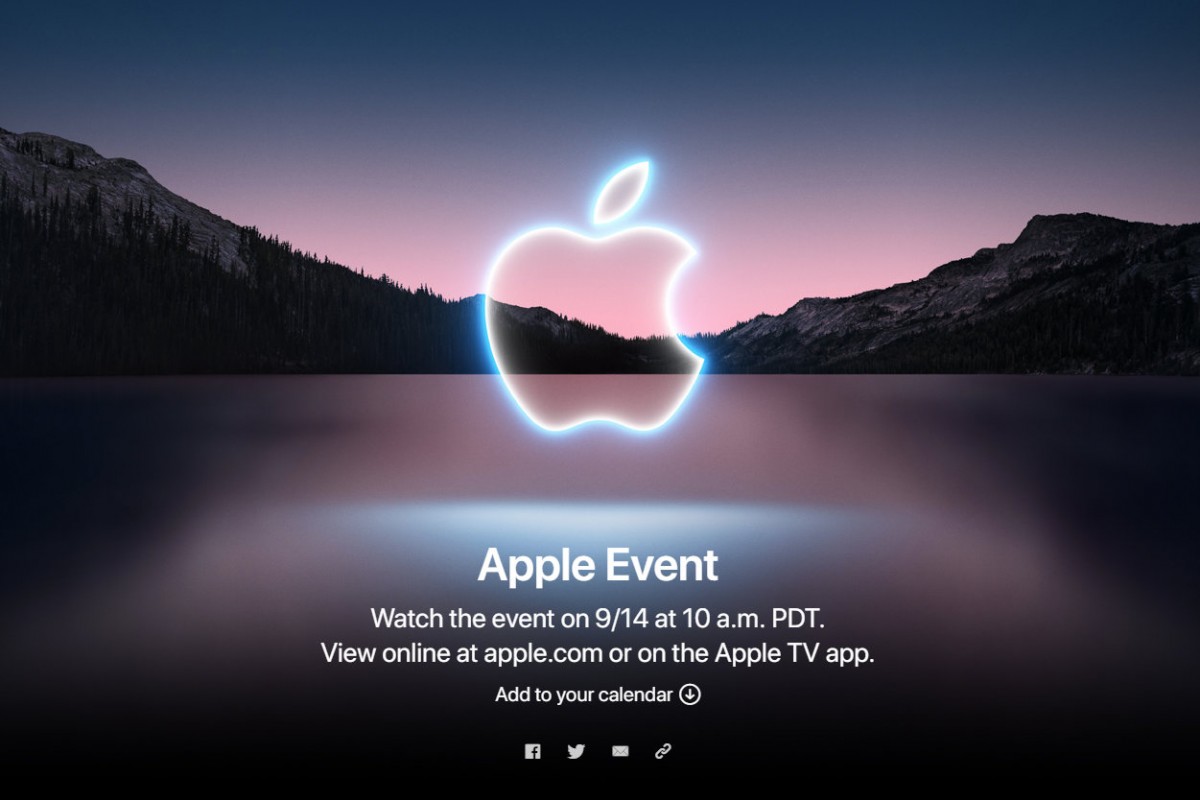 Apple Event
Watch the event on 9/14 at 10 a.m. PDT.
View online at apple.com or on the Apple TV app.
Add to your calendar